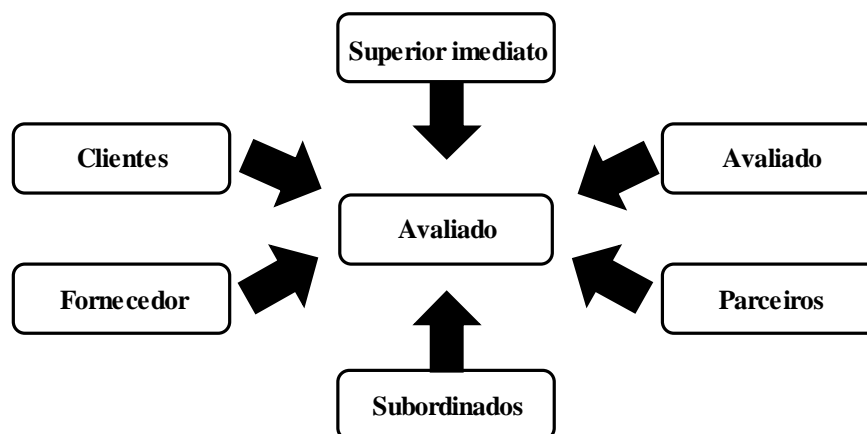 Superior imediato
Clientes
Avaliado
Avaliado
Fornecedor
Parceiros
Subordinados